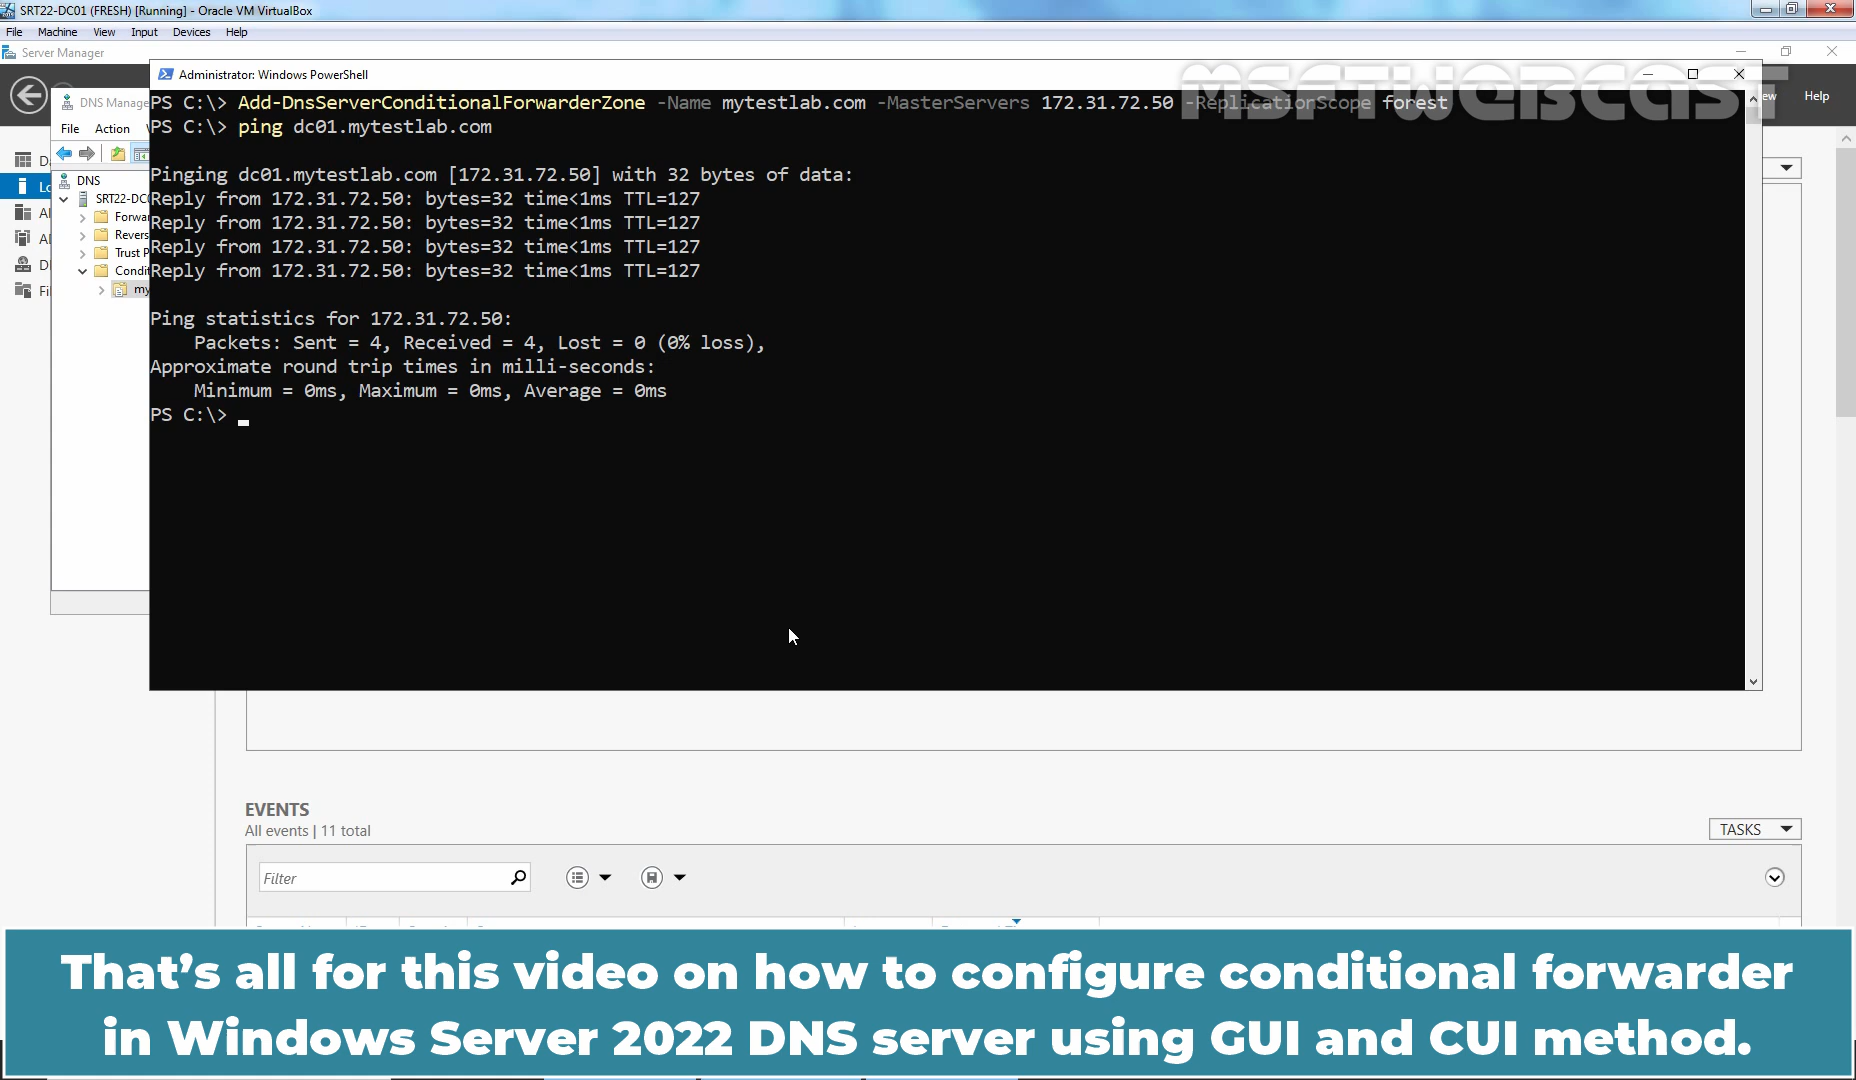 SRT22-DC01 (FRESH) [Running] - Oracle VM VirtualBox
File Machine View Input Devices Help
Server Manager
Administrator: Windows PowerShell
MSFTWEBCAST
DNS Manage
Help
File Action
DNS
SRT22-DC
PS C:\> Add-DnsServerConditionalForwarderZone -Name mytestlab.com -MasterServers 172.31.72.50 -ReplicationScope forest
PS C:\> ping dc01.mytestlab.com
Pinging dc01.mytestlab.com [172.31.72.50] with 32 bytes of data:
Reply from 172.31.72.50: bytes=32 time<1ms TTL=127
Reply from 172.31.72.50: bytes=32 time<1ms TTL=127
Reply from 172.31.72.50: bytes=32 time<1ms TTL=127
Reply from 172.31.72.50: bytes=32 time<1ms TTL=127
Ping statistics for 172.31.72.50:
Packets: Sent = 4, Received = 4, Lost = 0 (0% loss),
Approximate round trip times in milli-seconds:
Minimum = 0ms, Maximum = 0ms, Average = 0ms
PS C:\>
EVENTS
All events | 11 total
TASKS
Filter
That's all for this video on how to configure conditional forwarder
in Windows Server 2022 DNS server using GUI and CUI method.